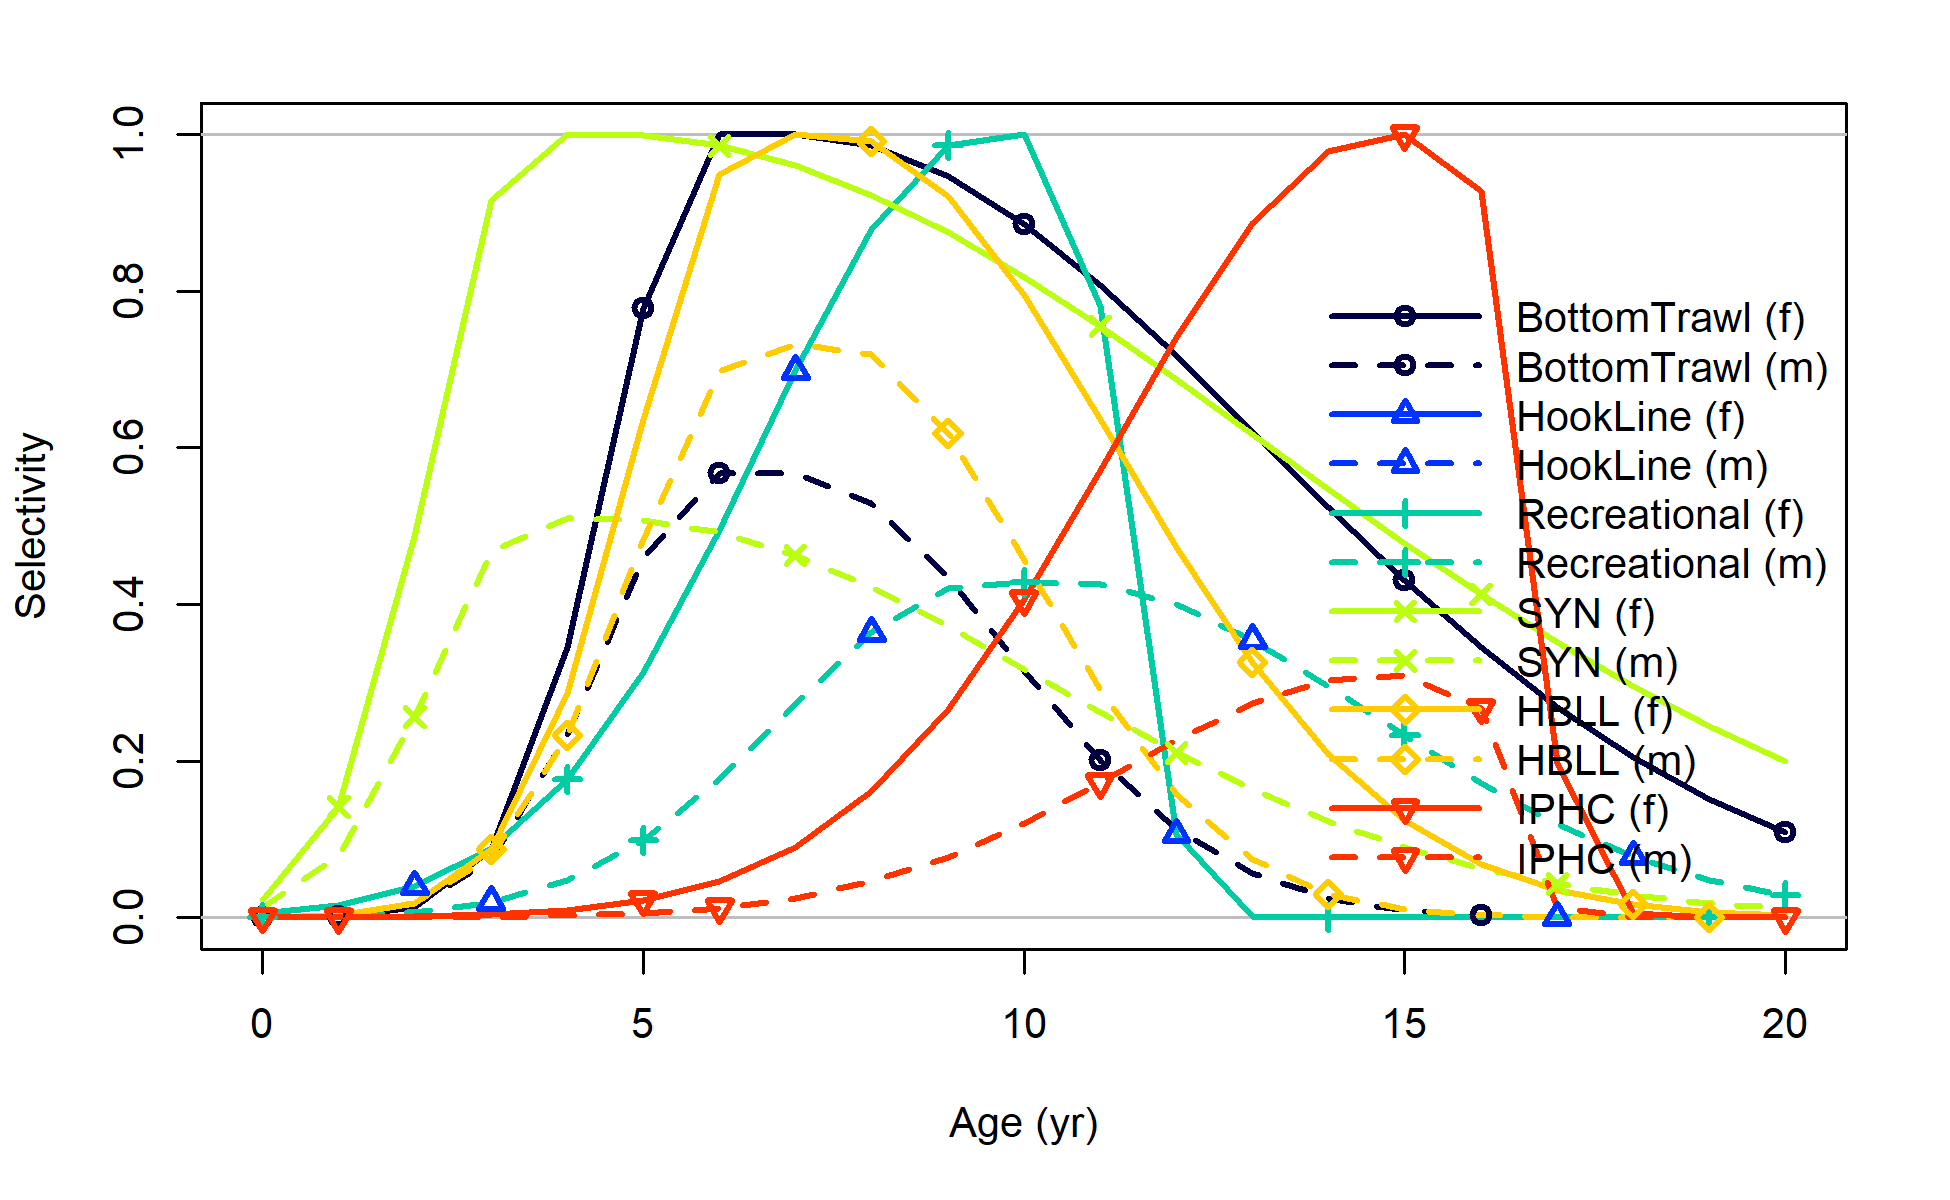 1.0
0.8
0.6
0.4
0.2
0.0
Selectivity
BottomTrawl (f)
BottomTrawl (m)
HookLine (f)
HookLine (m)
Recreational (f)
Recreational (m)
SYN (f)
SYN (m)
HBLL (f)
HBLL (m)
IPHC (f)
IPHC (m)
0 5 10 15 20
Age (yr)